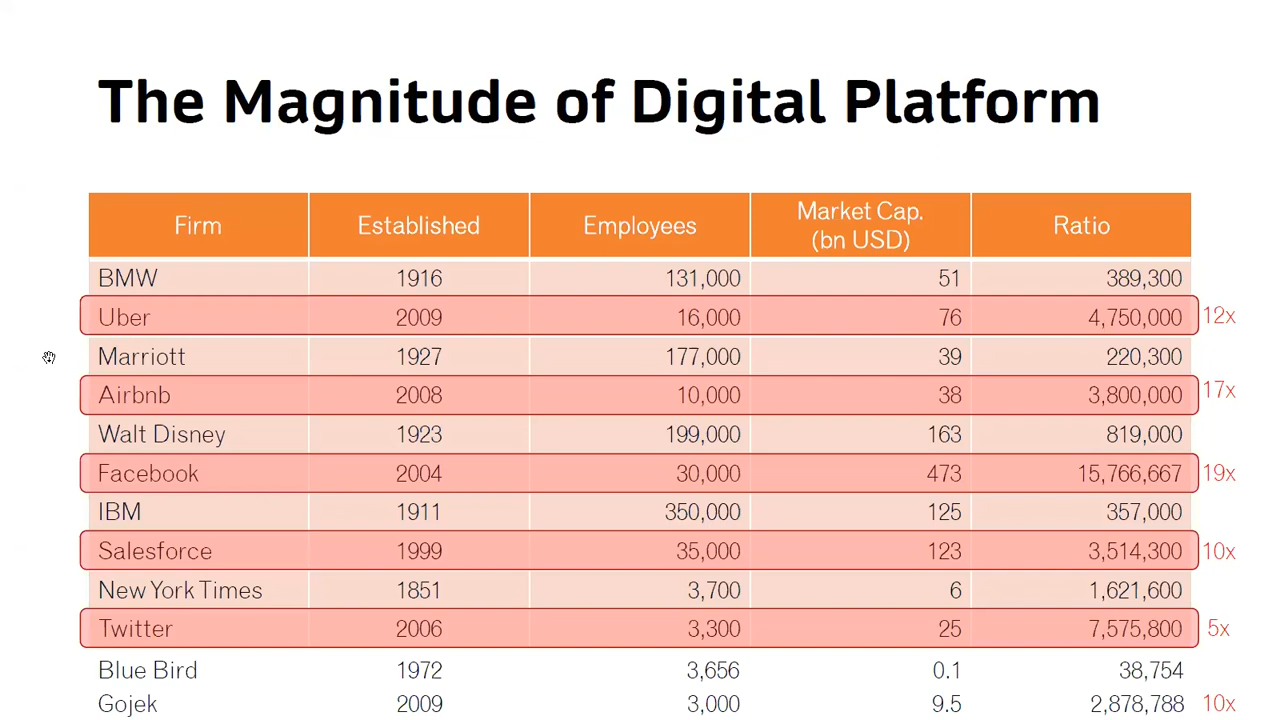 The Magnitude of Digital Platform
Firm Established Employees Market Cap. (bn USD) Ratio
BMW 1916 131,000 51 389,300
Uber 2009 16,000 76 4,750,000 12x
Marriott 1927 177,000 39 220,300
Airbnb 2008 10,000 38 3,800,000 17x
Walt Disney 1923 199,000 163 819,000
Facebook 2004 30,000 473 15,766,667 19x
IBM 1911 350,000 125 357,000
Salesforce 1999 35,000 123 3,514,300 10x
New York Times 1851 3,700 6 1,621,600
Twitter 2006 3,300 25 7,575,800 5x
Blue Bird 1972 3,656 0.1 38,754
Gojek 2009 3,000 9.5 2,878,788 10x